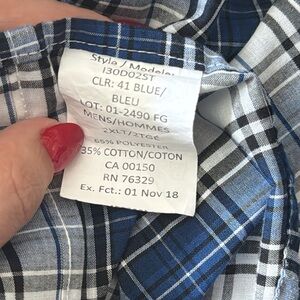 Style / Modele:
I30D02ST
CLR: 41 BLUE/
BLEU
LOT: 01-2490 FG
MENS/HOMMES
2XLT/2TGE
65% POLYESTER
35% COTTON/COTON
CA 00150
RN 76329
Ex. Fct.: 01 Nov 18